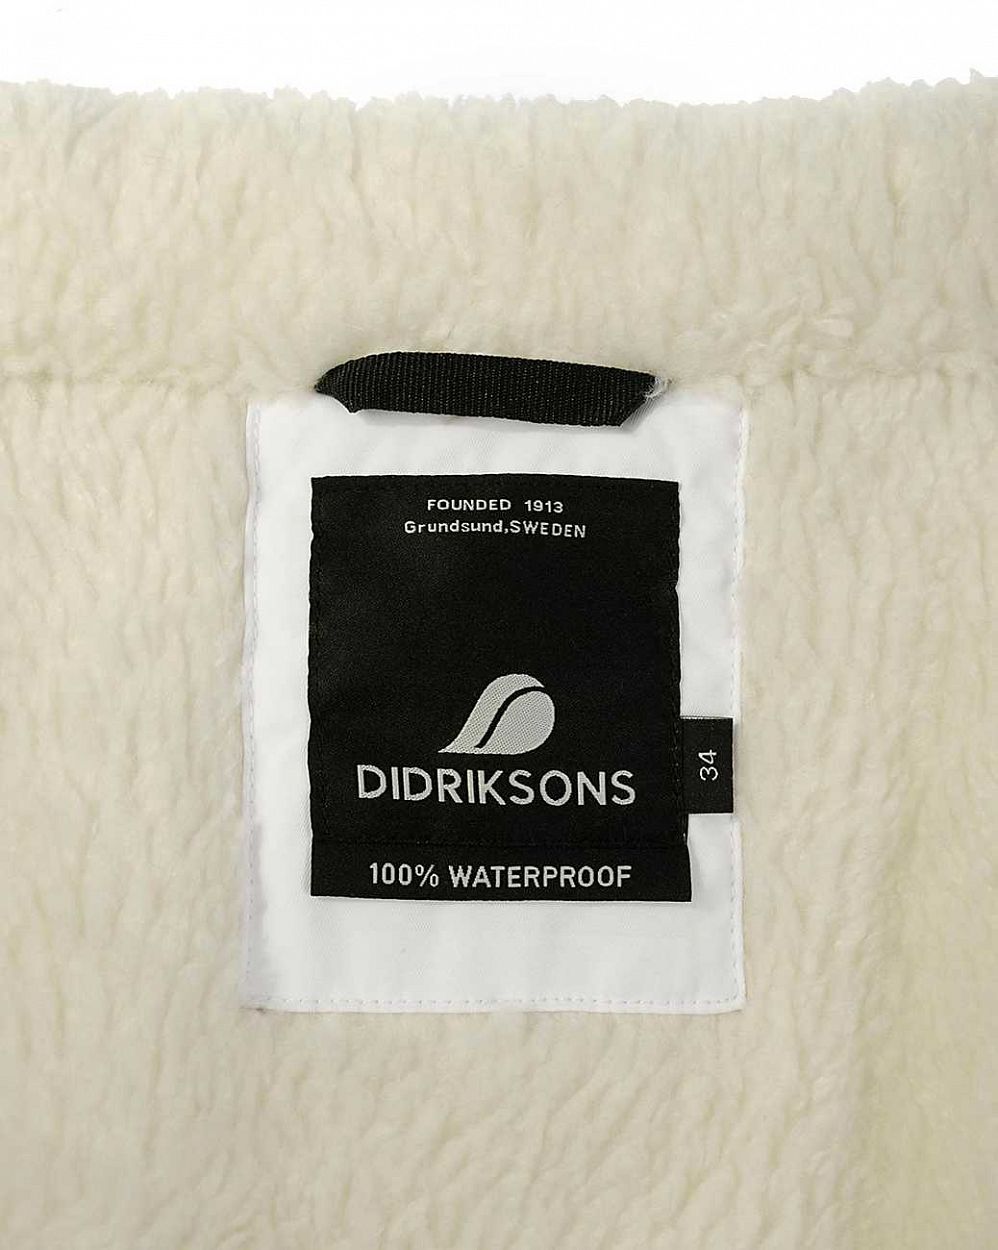 FOUNDED 1913
Grundsund,SWEDEN
DIDRIKSONS
34
100% WATERPROOF